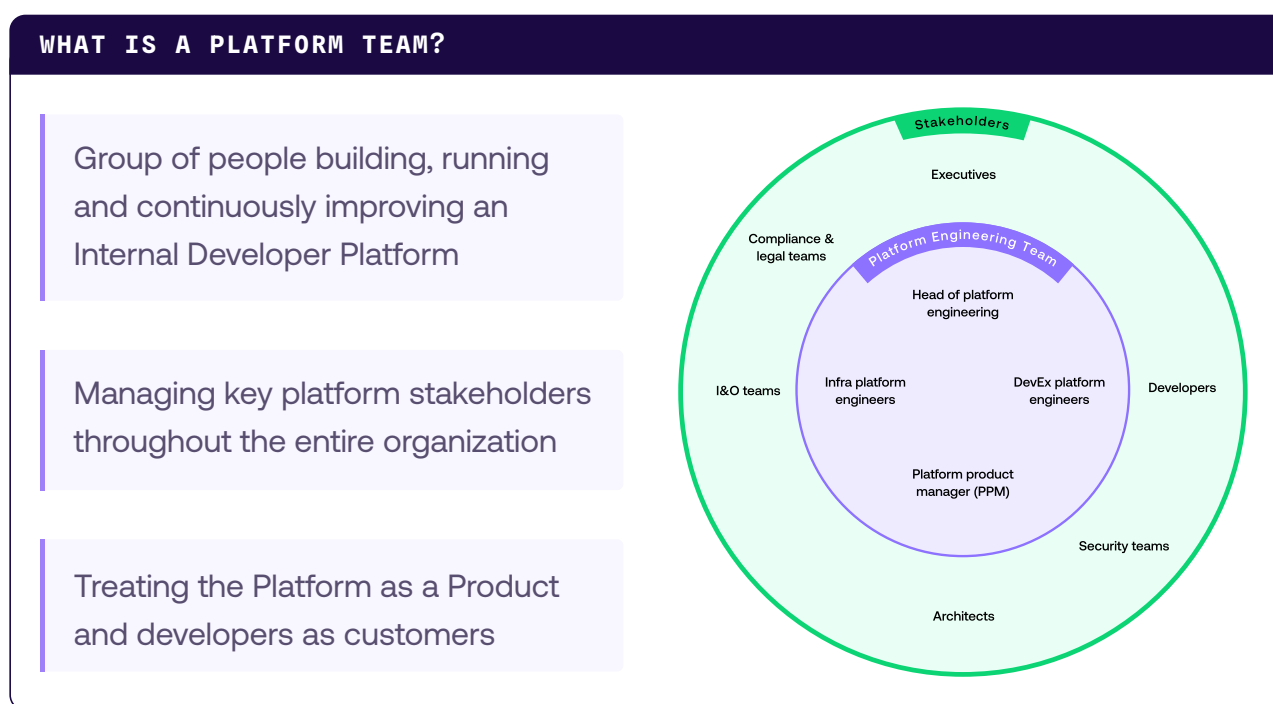 WHAT IS A PLATFORM TEAM?
Group of people building, running
and continuously improving an
Internal Developer Platform
Managing key platform stakeholders
throughout the entire organization
Treating the Platform as a Product
and developers as customers
Stakeholders
Executives
Compliance &
legal teams
Platform Engineering Team
Head of platform
engineering
I&O teams
Infra platform
engineers
DevEx platform
engineers
Developers
Platform product
manager (PPM)
Security teams
Architects